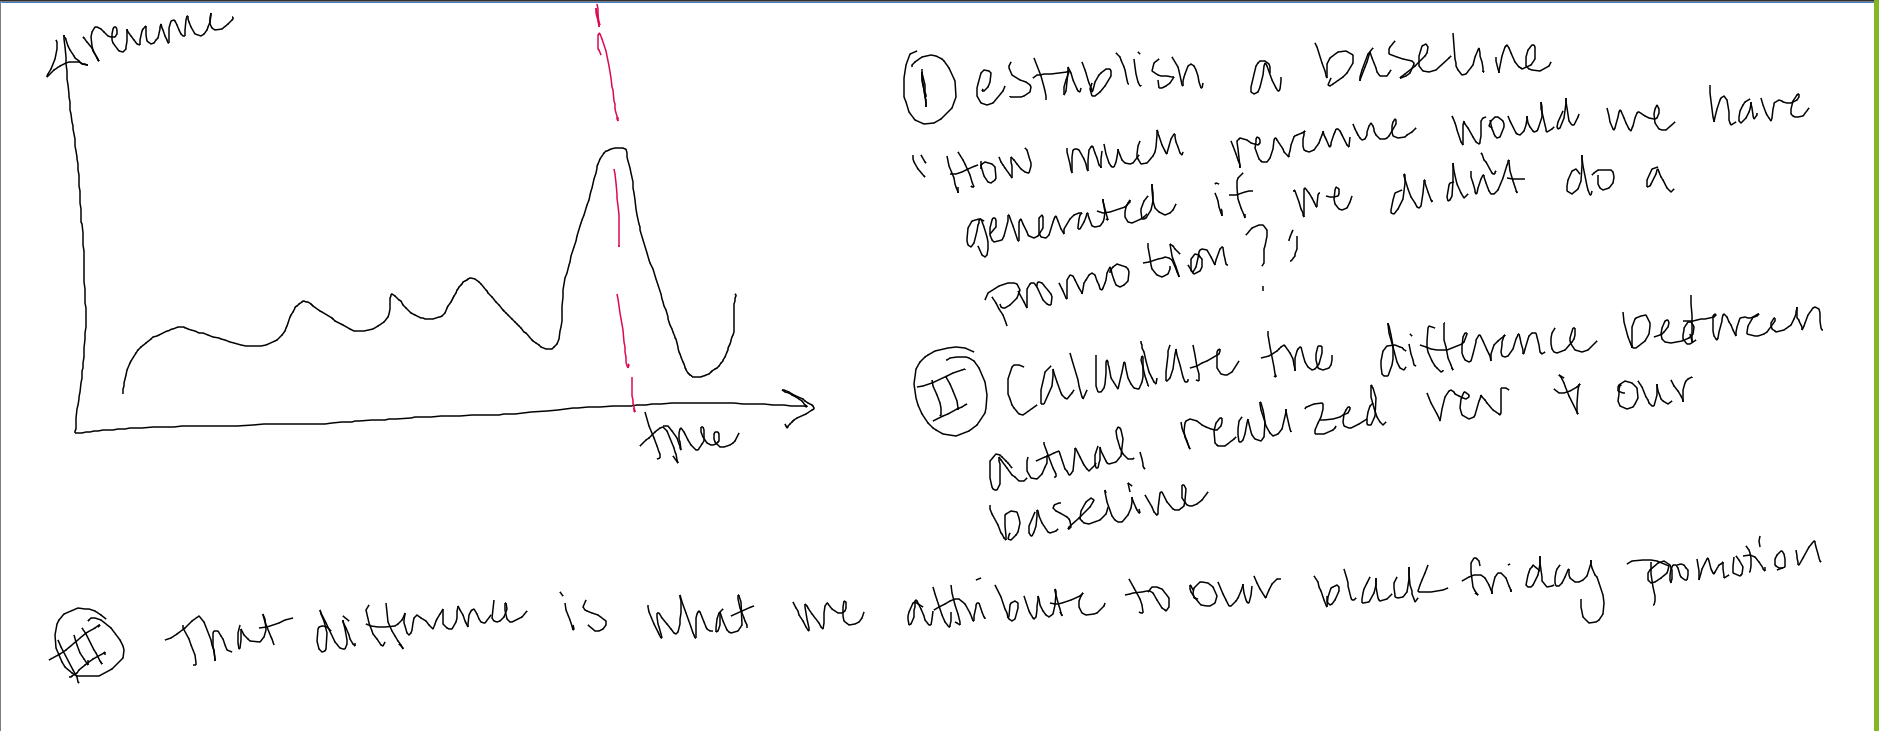 revenue
time
I establish a baseline
"How much revenue would we have
generated if we didn't do a
promotion?"
II Calculate the difference between
actual, realized rev & our
baseline
III That difference is what we attribute to our black friday promotion